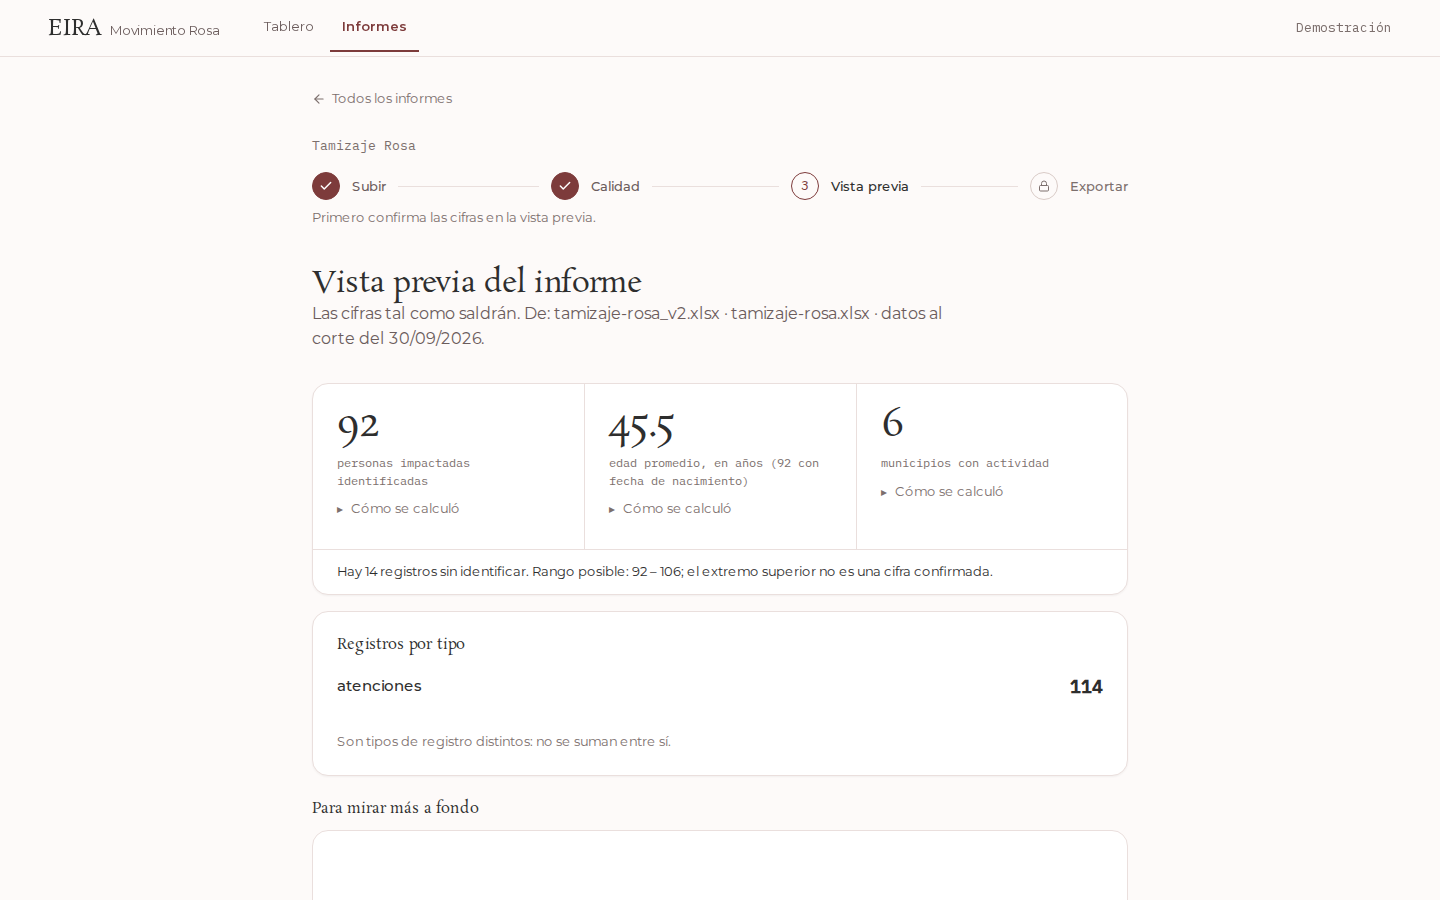 EIRA Movimiento Rosa Tablero Informes Demostración
← Todos los informes
Tamizaje Rosa
Subir Calidad 3 Vista previa Exportar
Primero confirma las cifras en la vista previa.
Vista previa del informe
Las cifras tal como saldrán. De: tamizaje-rosa_v2.xlsx · tamizaje-rosa.xlsx · datos al
corte del 30/09/2026.
92
personas impactadas
identificadas
▸ Cómo se calculó
45.5
edad promedio, en años (92 con
fecha de nacimiento)
▸ Cómo se calculó
6
municipios con actividad
▸ Cómo se calculó
Hay 14 registros sin identificar. Rango posible: 92 – 106; el extremo superior no es una cifra confirmada.
Registros por tipo
atenciones 114
Son tipos de registro distintos: no se suman entre sí.
Para mirar más a fondo